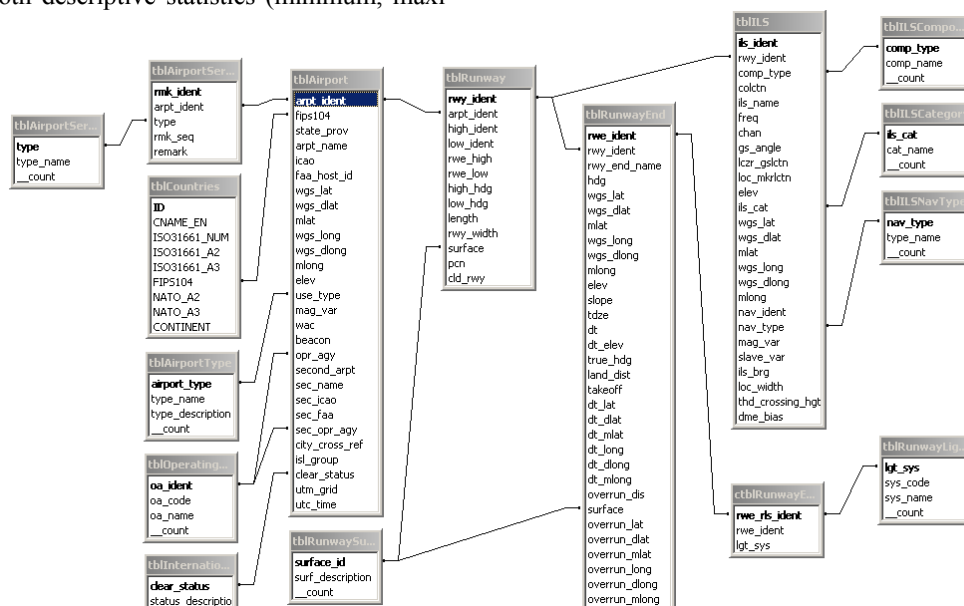 both descriptive statistics (minimum, maxi-
tblAirportSer...
type
type_name
__count
tblAirportSer...
rmk_ident
arpt_ident
type
rmk_seq
remark
tblCountries
ID
CNAME_EN
ISO31661_NUM
ISO31661_A2
ISO31661_A3
FIPS104
NATO_A2
NATO_A3
CONTINENT
tblAirportType
airport_type
type_name
type_description
__count
tblOperating...
oa_ident
oa_code
oa_name
__count
tblInternatio...
clear_status
status_descriptio
tblAirport
arpt_ident
fips104
state_prov
arpt_name
icao
faa_host_id
wgs_lat
wgs_dlat
mlat
wgs_long
wgs_dlong
mlong
elev
use_type
mag_var
wac
beacon
opr_agy
second_arpt
sec_name
sec_icao
sec_faa
sec_opr_agy
city_cross_ref
isl_group
clear_status
utm_grid
utc_time
tblRunwaySu...
surface_id
surf_description
__count
tblRunway
rwy_ident
arpt_ident
high_ident
low_ident
rwe_high
rwe_low
high_hdg
low_hdg
length
rwy_width
surface
pcn
cld_rwy
tblRunwayEnd
rwe_ident
rwy_ident
rwy_end_name
hdg
wgs_lat
wgs_dlat
mlat
wgs_long
wgs_dlong
mlong
elev
slope
tdze
dt
dt_elev
true_hdg
land_dist
takeoff
dt_lat
dt_dlat
dt_mlat
dt_long
dt_dlong
dt_mlong
overrun_dis
surface
overrun_lat
overrun_dlat
overrun_mlat
overrun_long
overrun_dlong
overrun_mlong
tblILS
ils_ident
rwy_ident
comp_type
colctn
ils_name
freq
chan
gs_angle
lczr_gslctn
loc_mkrlctn
elev
ils_cat
wgs_lat
wgs_dlat
mlat
wgs_long
wgs_dlong
mlong
nav_ident
nav_type
mag_var
slave_var
ils_brg
loc_width
thd_crossing_hgt
dme_bias
ctblRunwayE...
rwe_rls_ident
rwe_ident
lgt_sys
tblILSCompo...
comp_type
comp_name
__count
tblILSCategor
ils_cat
cat_name
__count
tblILSNavType
nav_type
type_name
__count
tblRunwayLig...
lgt_sys
sys_code
sys_name
__count